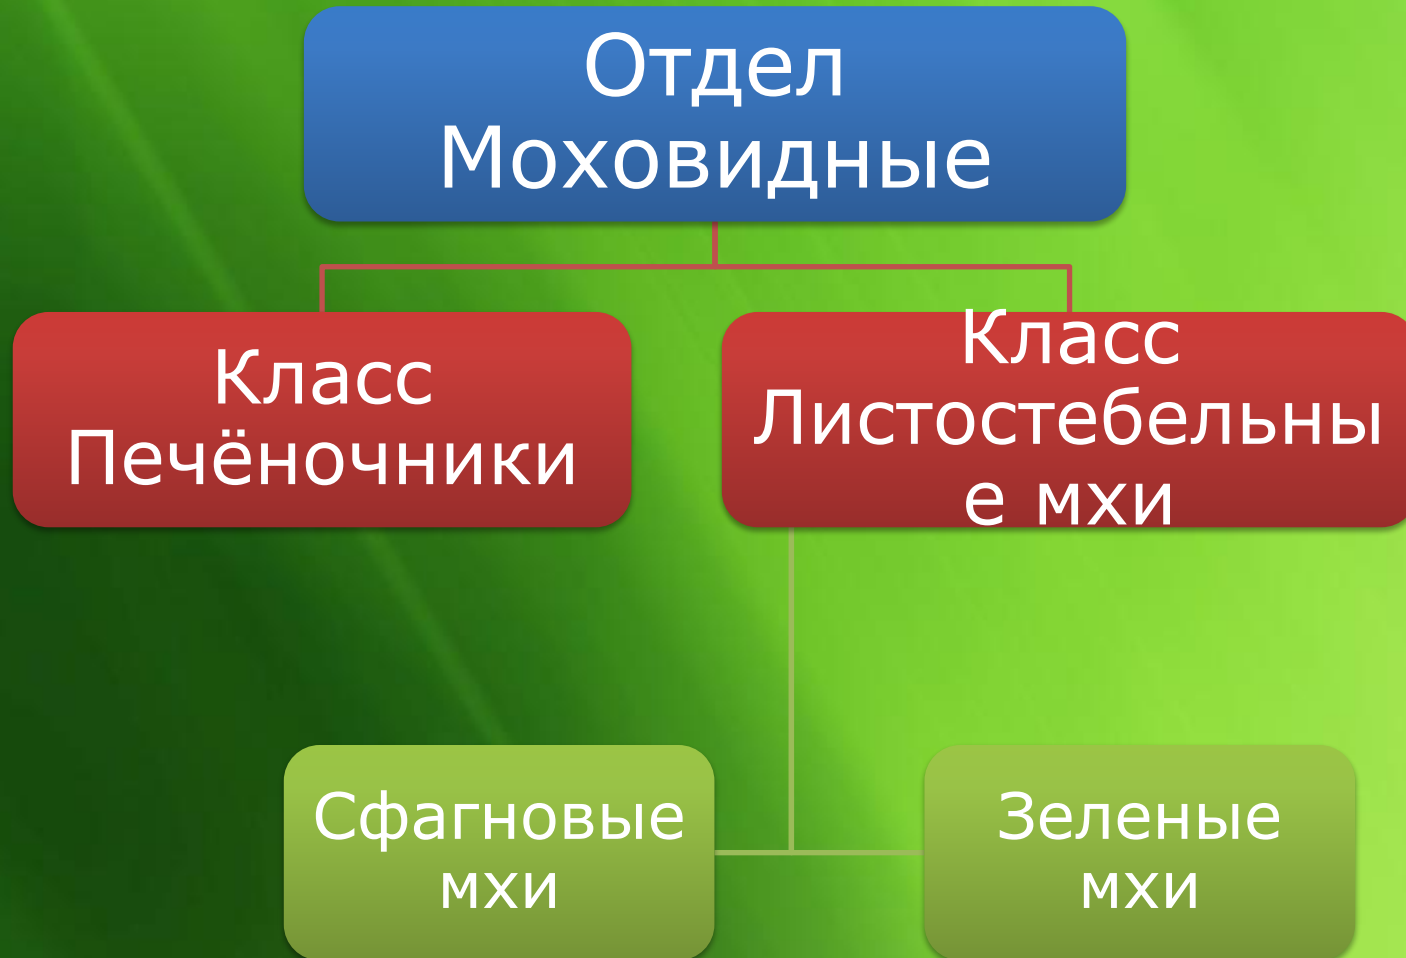 Отдел
Моховидные
Класс
Печёночники
Класс
Листостебельны
е мхи
Сфагновые
мхи
Зеленые
мхи